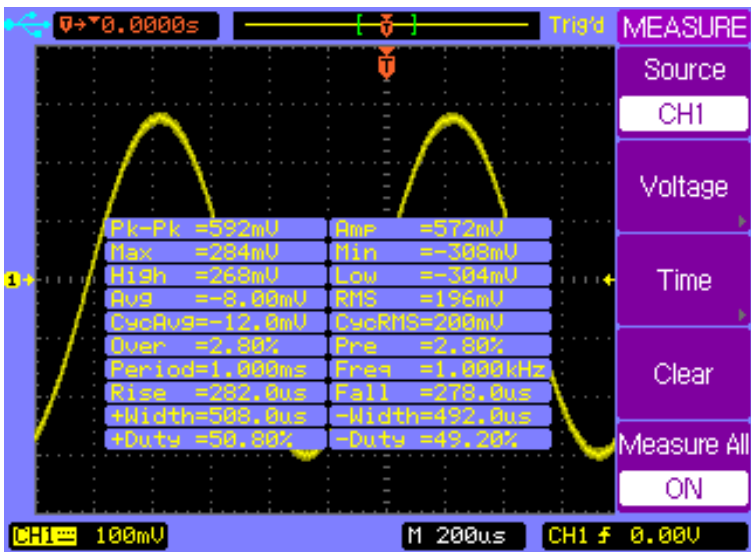 0.0000s
T
Trig'd
MEASURE
T
Source
CH1
Voltage
Time
Clear
Measure All
ON
1
Pk-Pk =592mV Amp =572mV
Max =284mV Min =-308mV
High =268mV Low =-304mV
Avg =-8.00mV RMS =196mV
CycAvg=-12.0mV CycRMS=200mV
Over =2.80% Pre =2.80%
Period=1.000ms Freq =1.000kHz
Rise =282.0us Fall =278.0us
+Width=508.0us -Width=492.0us
+Duty =50.80% -Duty =49.20%
CH1 100mV M 200us CH1 0.00V